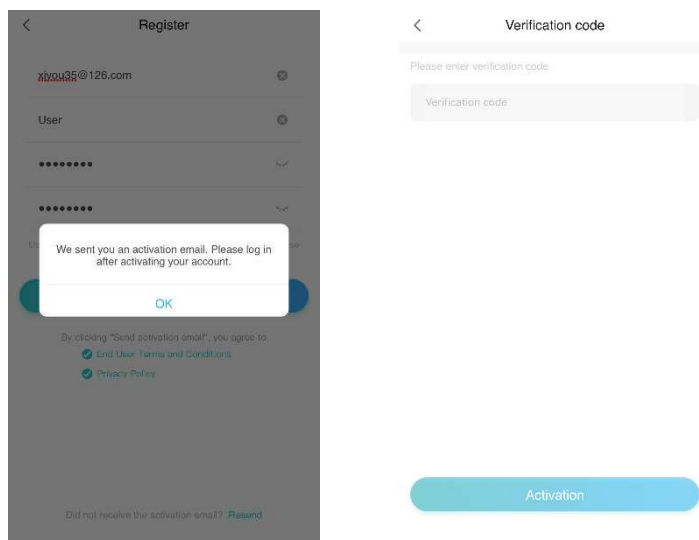 Register
xiyou35@126.com
User
We sent you an activation email. Please log in
after activating your account.
OK
By clicking "Send activation email", you agree to
End User Terms and Conditions
Privacy Policy
Did not receive the activation email? Resend
Verification code
Please enter verification code
Verification code
Activation